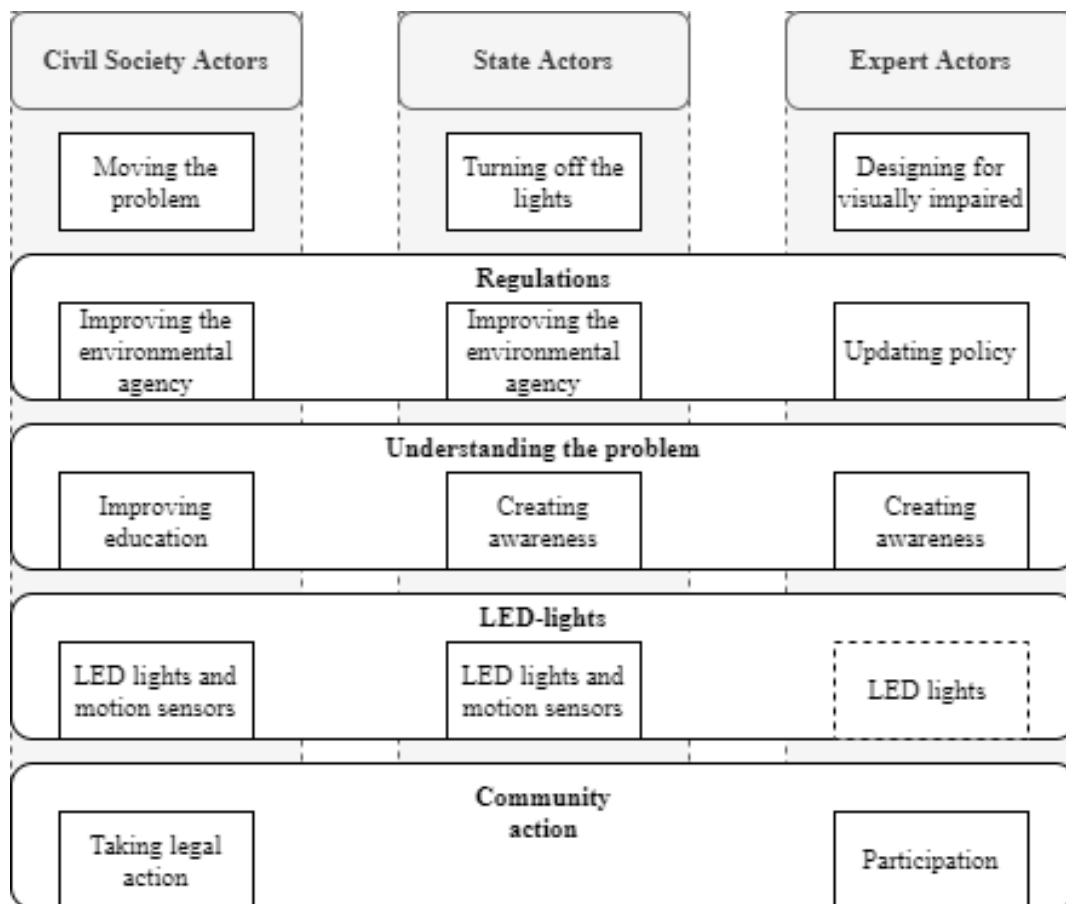 Civil Society Actors
State Actors
Expert Actors
Moving the
problem
Turning off the
lights
Designing for
visually impaired
Regulations
Improving the
environmental
agency
Improving the
environmental
agency
Updating policy
Understanding the problem
Improving
education
Creating
awareness
Creating
awareness
LED-lights
LED lights and
motion sensors
LED lights and
motion sensors
LED lights
Community
action
Taking legal
action
Participation